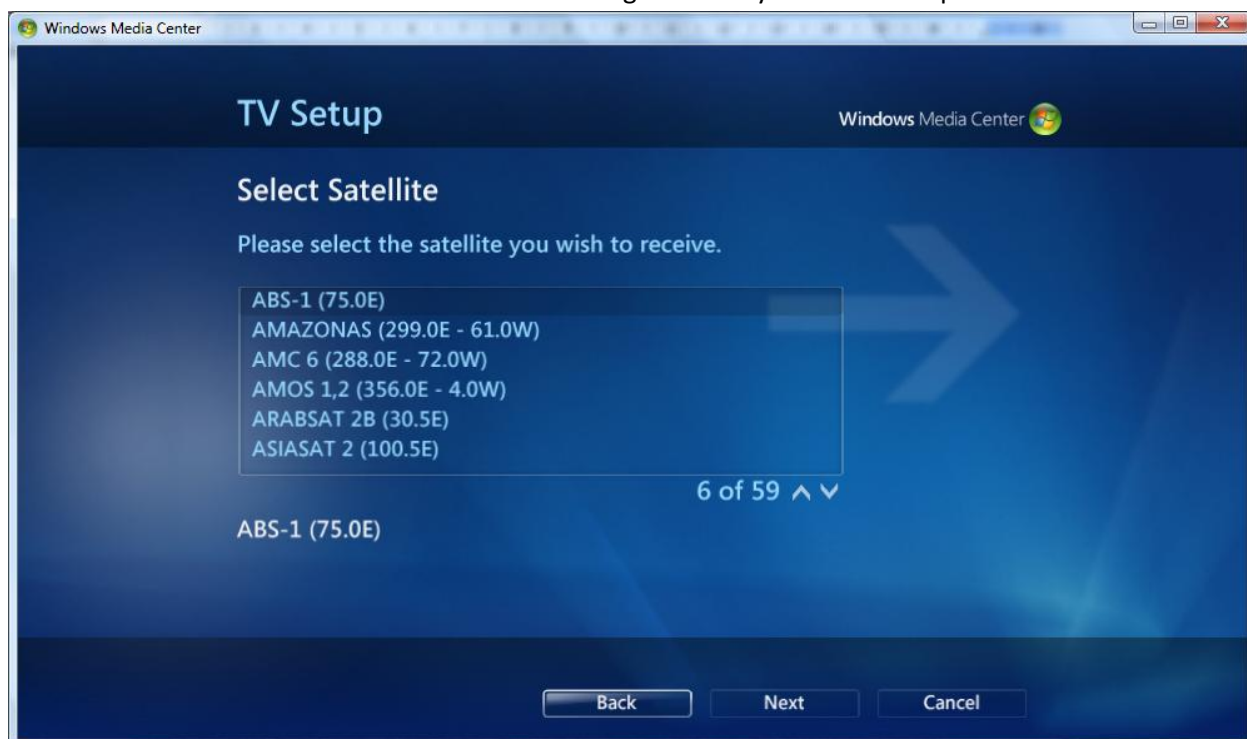 Windows Media Center
TV Setup
Windows Media Center
Select Satellite
Please select the satellite you wish to receive.
ABS-1 (75.0E)
AMAZONAS (299.0E - 61.0W)
AMC 6 (288.0E - 72.0W)
AMOS 1,2 (356.0E - 4.0W)
ARABSAT 2B (30.5E)
ASIASAT 2 (100.5E)
6 of 59
ABS-1 (75.0E)
Back Next Cancel